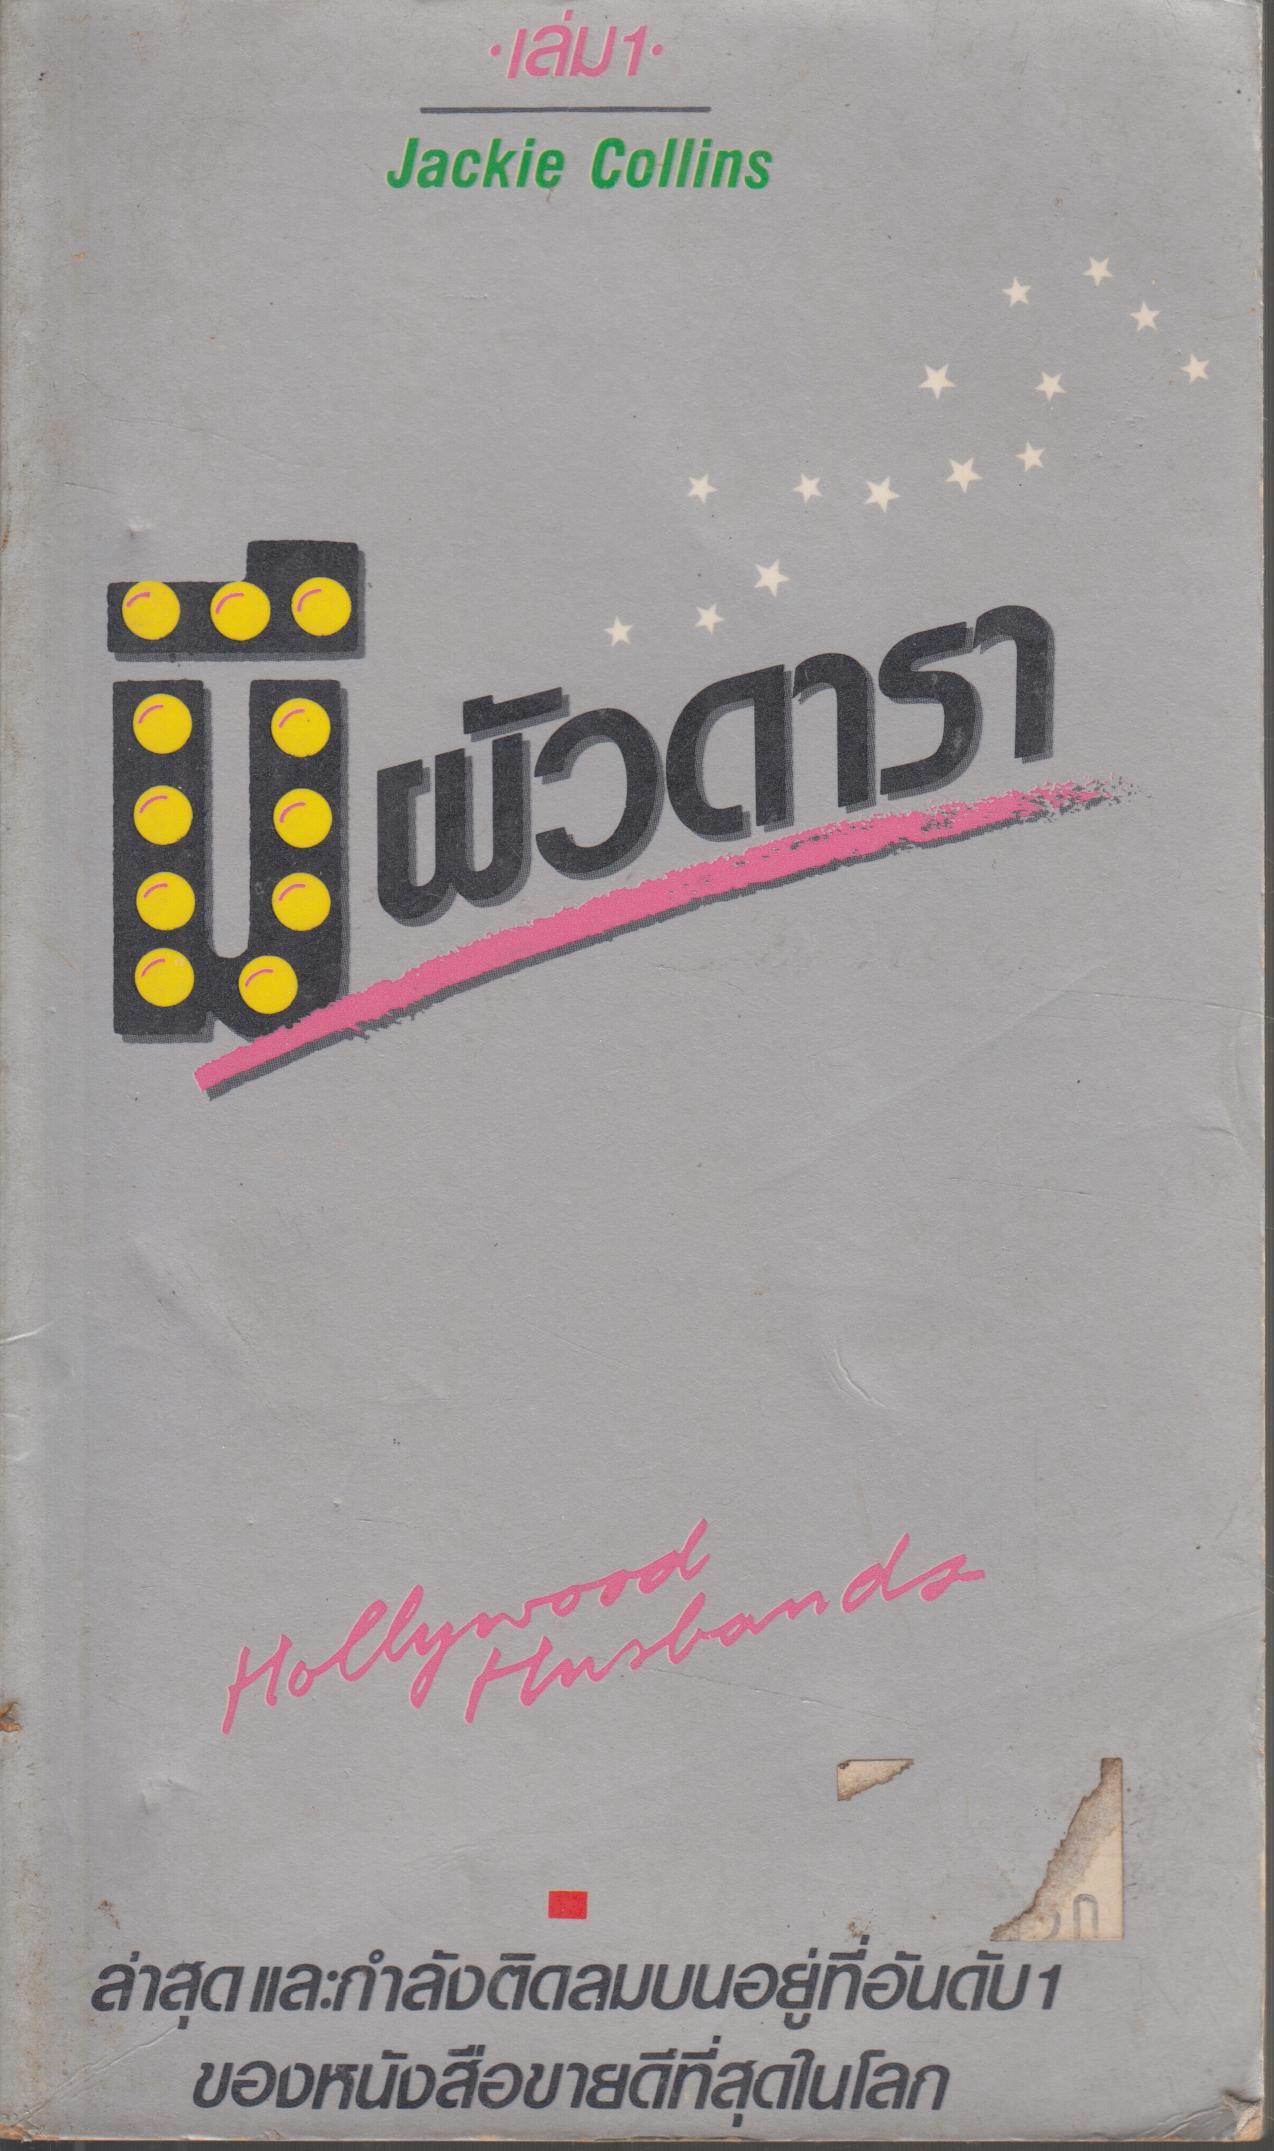 ·เล่ม1·
Jackie Collins
นี่ผัวดารา
Hollywood
Husbands
ล่าสุดและกำลังติดลมบนอยู่ที่อันดับ1
ของหนังสือขายดีที่สุดในโลก